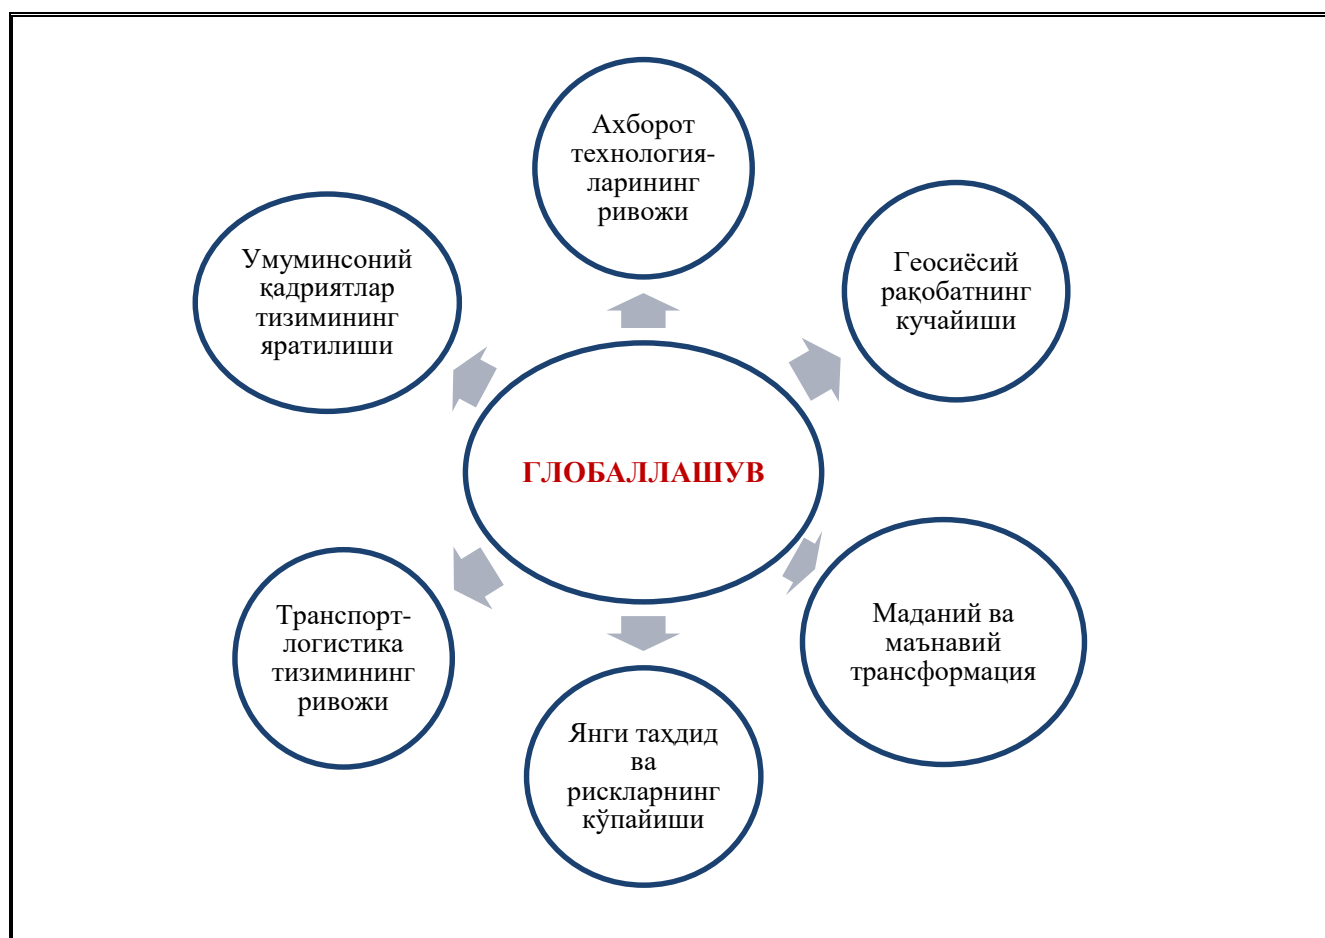 Ахборот
технология-
ларининг
ривожи
Геосиёсий
рақобатнинг
кучайиши
Маданий ва
маънавий
трансформация
Янги таҳдид
ва
рискларнинг
кўпайиши
Транспорт-
логистика
тизимининг
ривожи
Умуминсоний
қадриятлар
тизимининг
яратилиши
ГЛОБАЛЛАШУВ